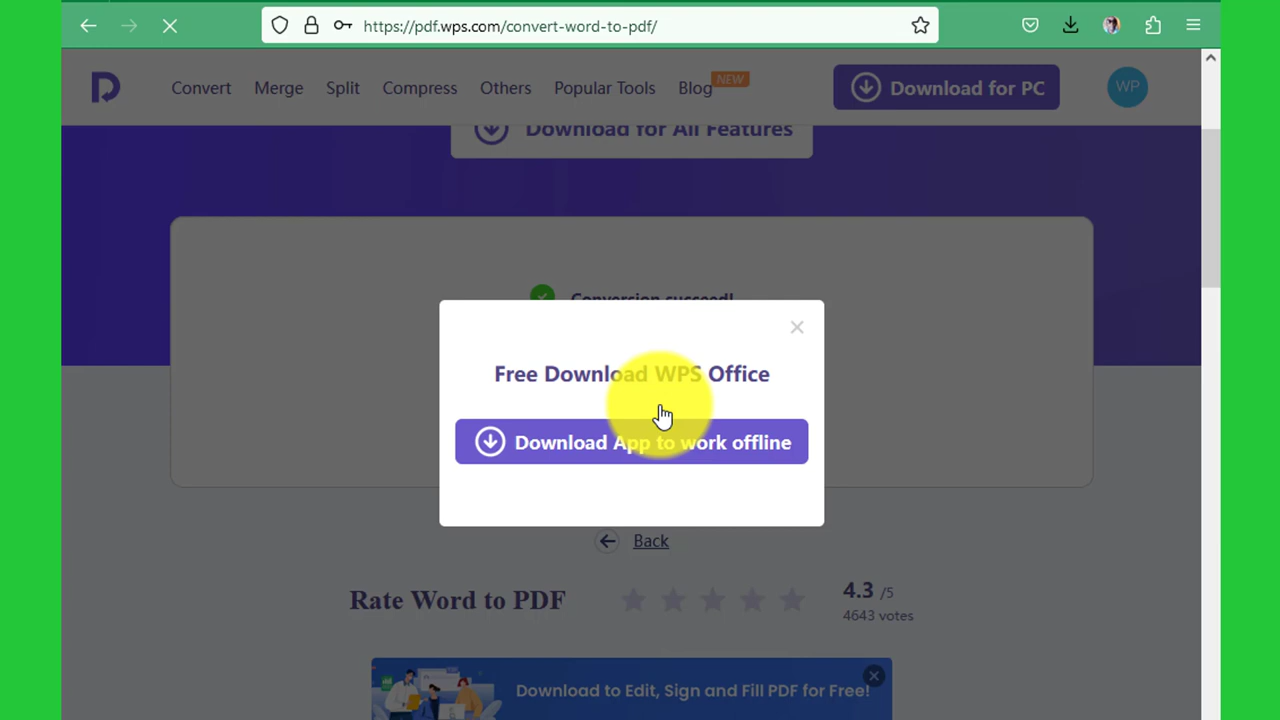 https://pdf.wps.com/convert-word-to-pdf/
Convert Merge Split Compress Others Popular Tools Blog NEW Download for PC WP
Download for All Features
Conversion succeed!
Free Download WPS Office
Download App to work offline
Back
Rate Word to PDF 4.3 /5
4643 votes
Download to Edit, Sign and Fill PDF for Free!